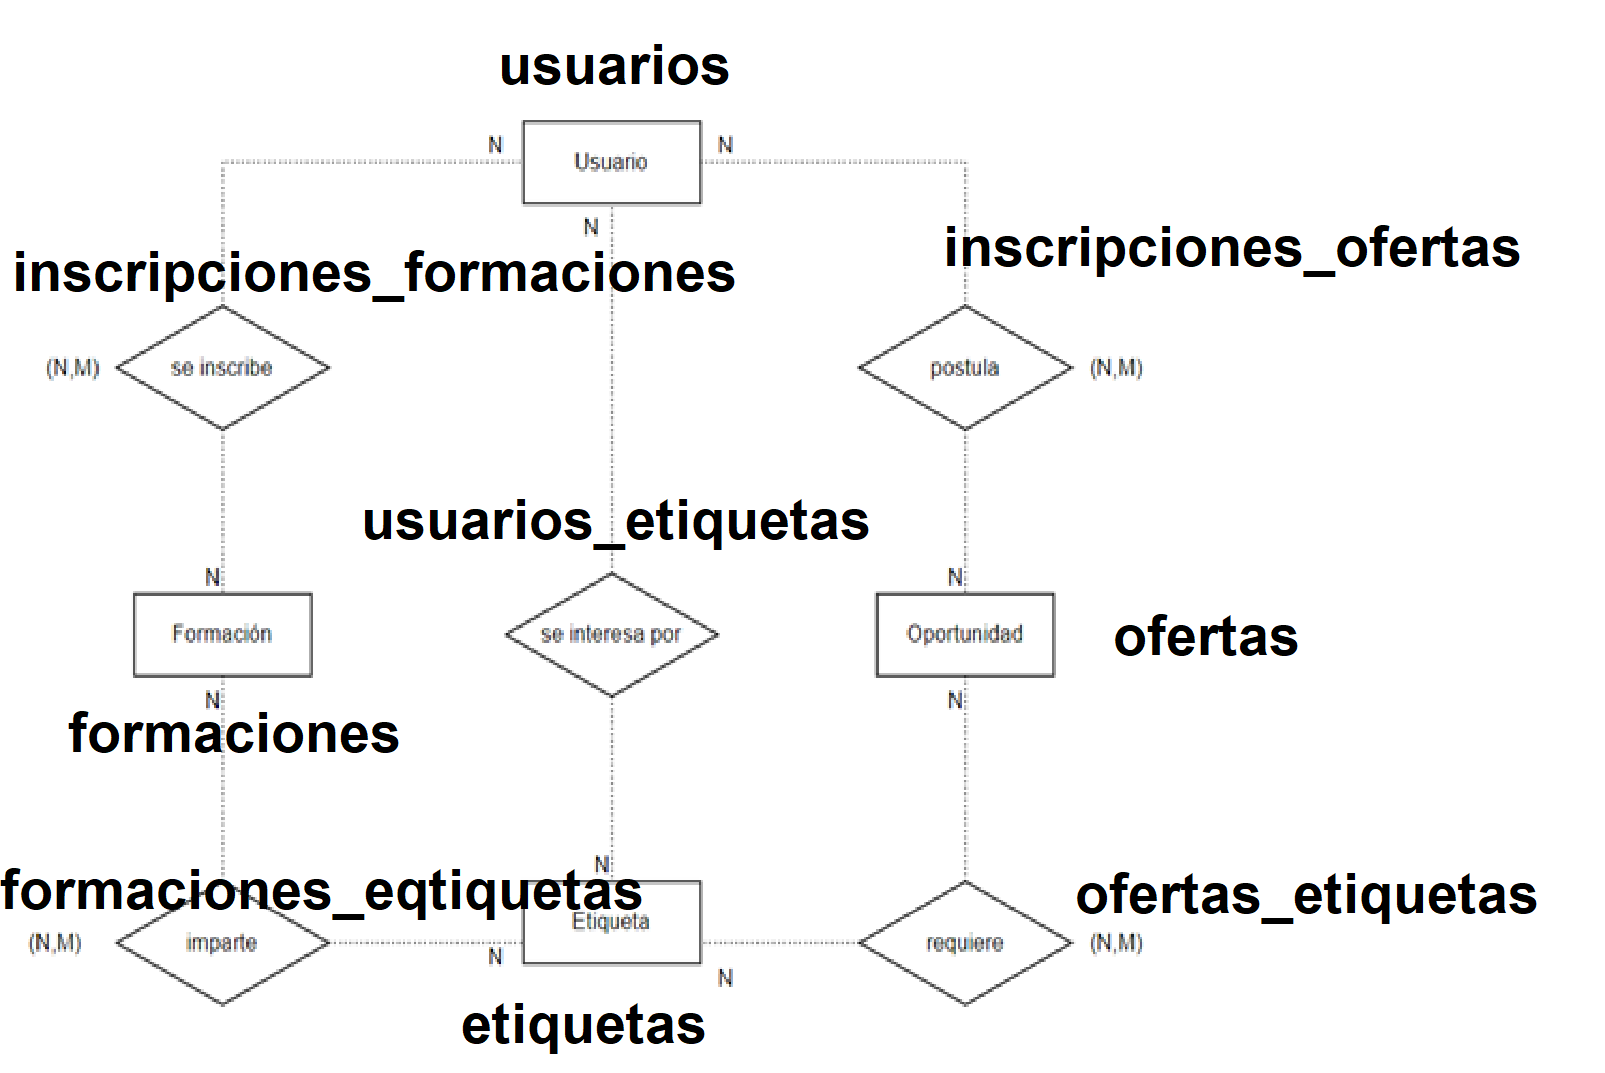 usuarios
N
N
Usuario
N
inscripciones_ofertas
inscripciones_formaciones
(N,M)
se inscribe
postula
(N,M)
usuarios_etiquetas
N
N
Formación
se interesa por
Oportunidad
ofertas
N
N
formaciones
N
formaciones_eqtiquetas
ofertas_etiquetas
Etiqueta
(N,M)
imparte
requiere
(N,M)
N
N
etiquetas